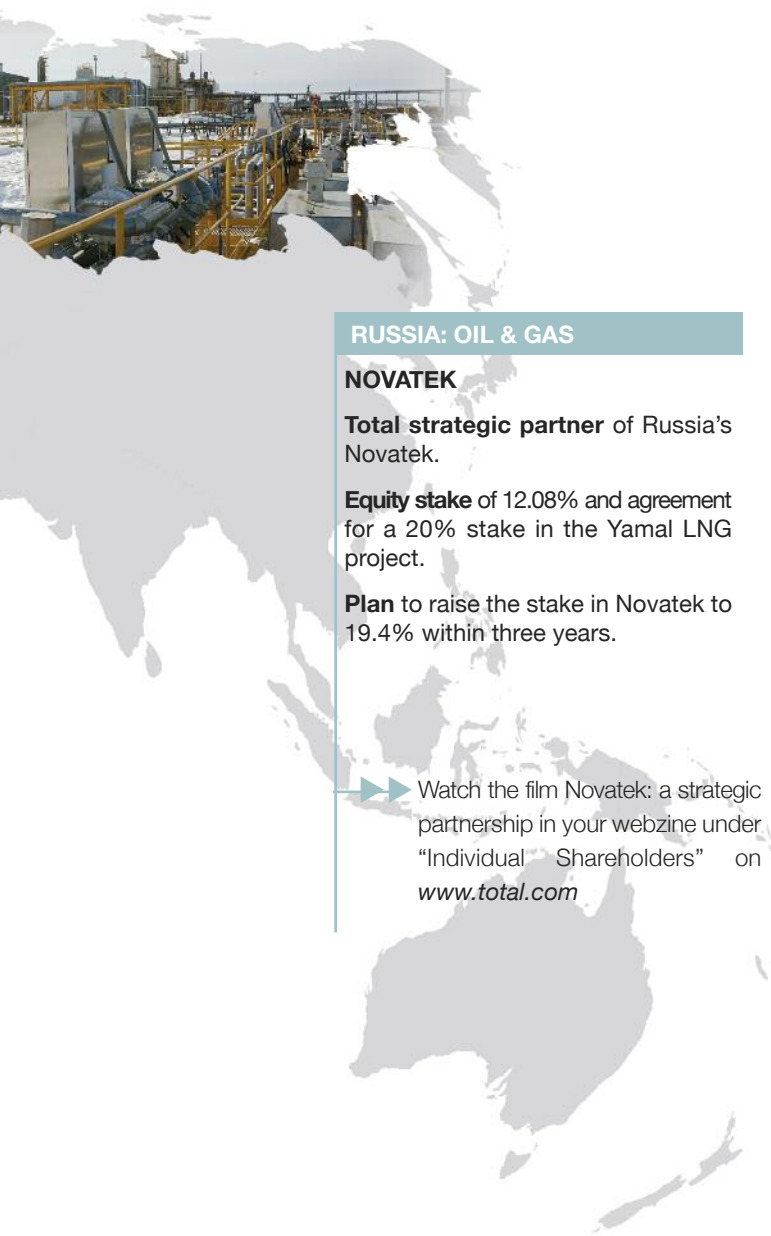 RUSSIA: OIL & GAS
NOVATEK
Total strategic partner of Russia's
Novatek.
Equity stake of 12.08% and agreement
for a 20% stake in the Yamal LNG
project.
Plan to raise the stake in Novatek to
19.4% within three years.
Watch the film Novatek: a strategic
partnership in your webzine under
“Individual Shareholders” on
www.total.com